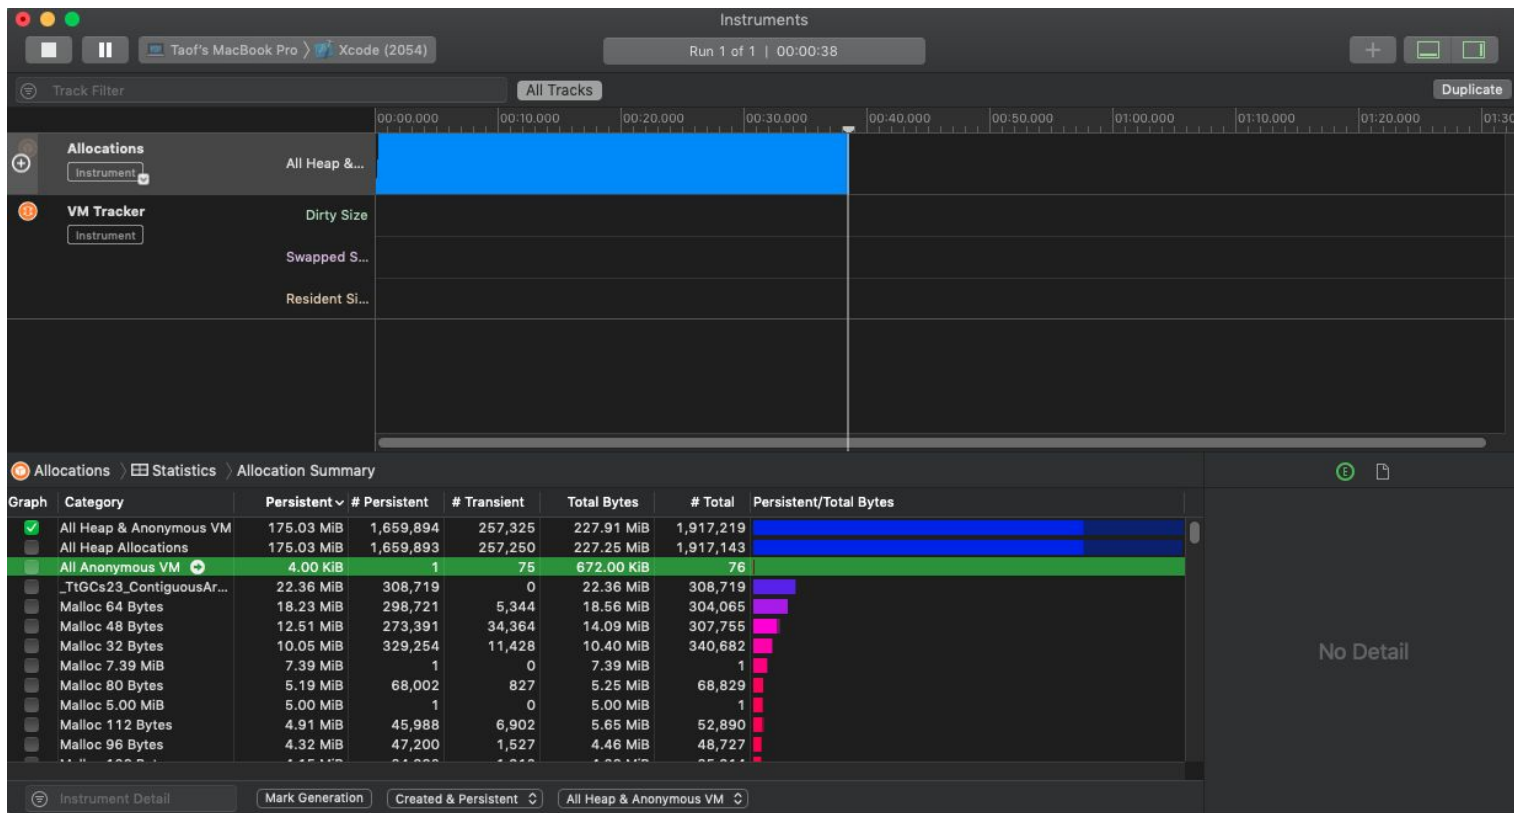 Instruments
Taof's MacBook Pro 〉 Xcode (2054)
Run 1 of 1 | 00:00:38
Track Filter
All Tracks
Duplicate
00:00.000 00:10.000 00:20.000 00:30.000 00:40.000 00:50.000 01:00.000 01:10.000 01:20.000 01:30
Allocations
Instrument
All Heap &...
VM Tracker
Instrument
Dirty Size
Swapped S...
Resident Si...
Allocations 〉 Statistics 〉 Allocation Summary
Graph Category Persistent # Persistent # Transient Total Bytes # Total Persistent/Total Bytes
All Heap & Anonymous VM 175.03 MiB 1,659,894 257,325 227.91 MiB 1,917,219
All Heap Allocations 175.03 MiB 1,659,893 257,250 227.25 MiB 1,917,143
All Anonymous VM 4.00 KiB 1 75 672.00 KiB 76
_TtGCs23_ContiguousAr... 22.36 MiB 308,719 0 22.36 MiB 308,719
Malloc 64 Bytes 18.23 MiB 298,721 5,344 18.56 MiB 304,065
Malloc 48 Bytes 12.51 MiB 273,391 34,364 14.09 MiB 307,755
Malloc 32 Bytes 10.05 MiB 329,254 11,428 10.40 MiB 340,682
Malloc 7.39 MiB 7.39 MiB 1 0 7.39 MiB 1
Malloc 80 Bytes 5.19 MiB 68,002 827 5.25 MiB 68,829
Malloc 5.00 MiB 5.00 MiB 1 0 5.00 MiB 1
Malloc 112 Bytes 4.91 MiB 45,988 6,902 5.65 MiB 52,890
Malloc 96 Bytes 4.32 MiB 47,200 1,527 4.46 MiB 48,727
E
No Detail
Instrument Detail
Mark Generation
Created & Persistent
All Heap & Anonymous VM